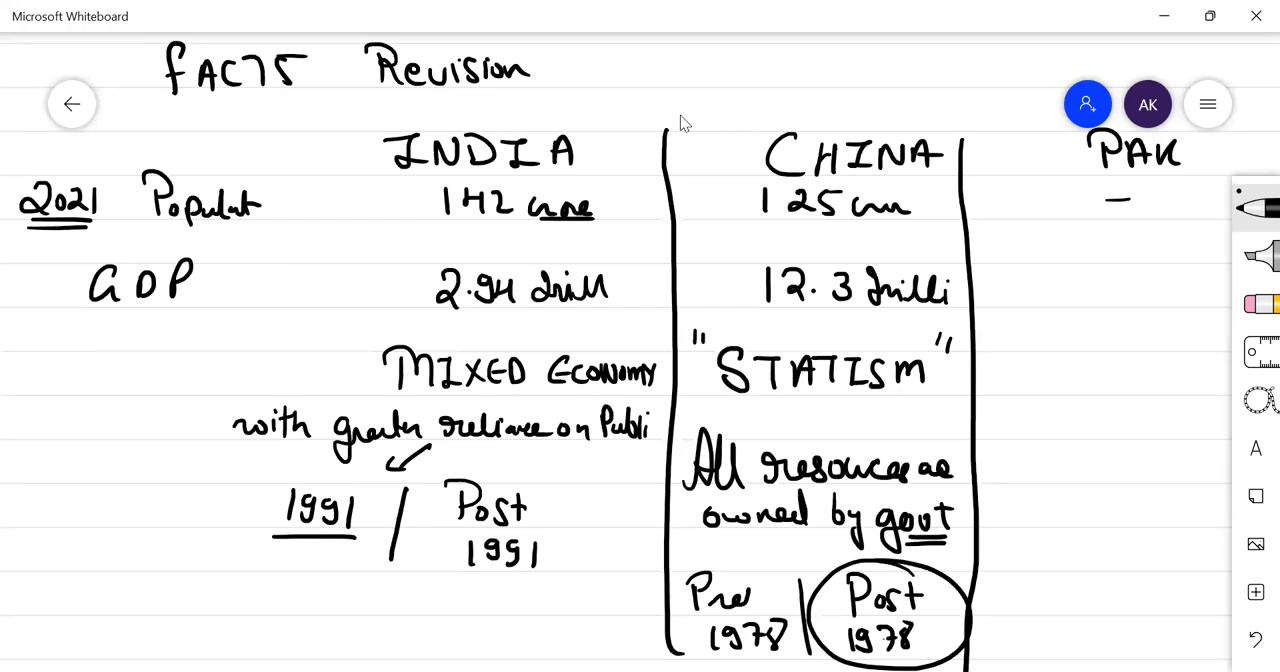 Microsoft Whiteboard
FACTS Revision
AK
INDIA CHINA PAK
2021 Populat 142 crore 125 crr —
GDP 2.94 trill 12.3 trilli
MIXED ECONOMY "STATISM"
with greater reliance on Publi
All resources are
owned by govt
1991 / Post
1991
Pre | Post
1978 1978
A